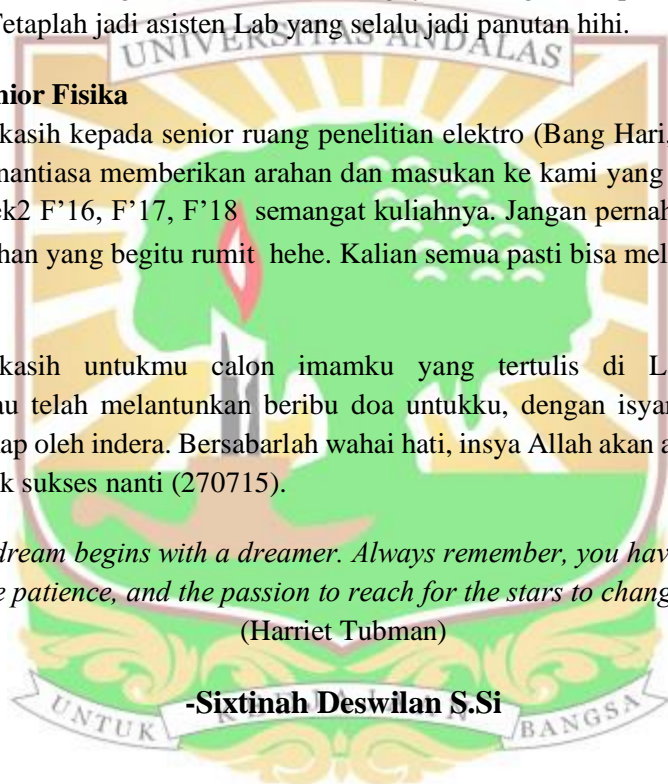 Tetaplah jadi asisten Lab yang selalu jadi panutan hihi.
UNIVERSITAS ANDALAS
nior Fisika
kasih kepada senior ruang penelitian elektro (Bang Hari,
nantiasa memberikan arahan dan masukan ke kami yang
ek2 F'16, F'17, F'18 semangat kuliahnya. Jangan pernah
han yang begitu rumit hehe. Kalian semua pasti bisa mel
kasih untukmu calon imamku yang tertulis di L
au telah melantunkan beribu doa untukku, dengan isyar
ap oleh indera. Bersabarlah wahai hati, insya Allah akan a
k sukses nanti (270715).
dream begins with a dreamer. Always remember, you hav
e patience, and the passion to reach for the stars to chang
(Harriet Tubman)
-Sixtinah Deswilan S.Si
UNTUK KEDJAJAAN BANGSA